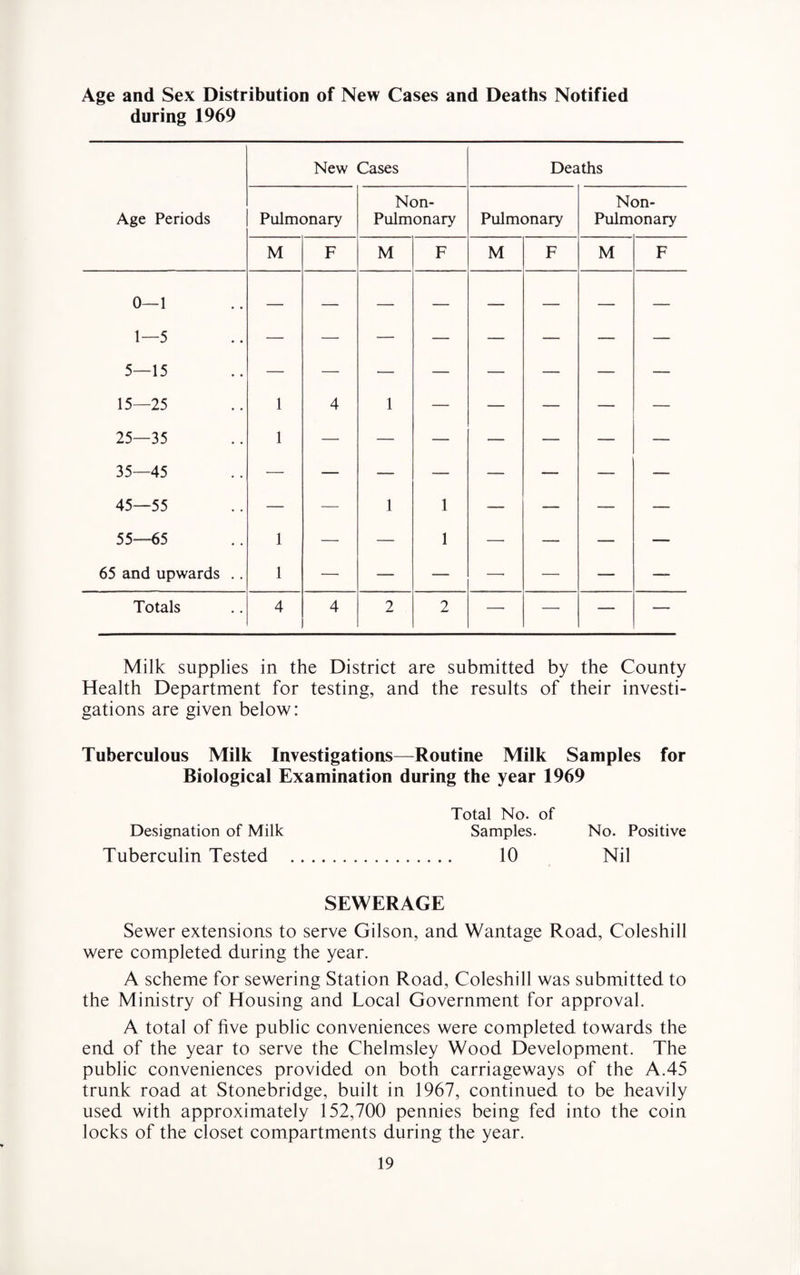 Age and Sex Distribution of New Cases and Deaths Notified
during 1969
New Cases Deaths
Age Periods Pulmonary Non-Pulmonary Pulmonary Non-Pulmonary
M F M F M F M F
0—1 .. — — — — — — — —
1—5 .. — — — — — — — —
5—15 .. — — — — — — — —
15—25 .. 1 4 1 — — — — —
25—35 .. 1 — — — — — — —
35—45 .. — — — — — — — —
45—55 .. — — 1 1 — — — —
55—65 .. 1 — — 1 — — — —
65 and upwards .. 1 — — — — — — —
Totals .. 4 4 2 2 — — — —
Milk supplies in the District are submitted by the County
Health Department for testing, and the results of their investi-
gations are given below:
Tuberculous Milk Investigations—Routine Milk Samples for
Biological Examination during the year 1969
Total No. of
Designation of Milk Samples. No. Positive
Tuberculin Tested .................. 10 Nil
SEWERAGE
Sewer extensions to serve Gilson, and Wantage Road, Coleshill
were completed during the year.
A scheme for sewering Station Road, Coleshill was submitted to
the Ministry of Housing and Local Government for approval.
A total of five public conveniences were completed towards the
end of the year to serve the Chelmsley Wood Development. The
public conveniences provided on both carriageways of the A.45
trunk road at Stonebridge, built in 1967, continued to be heavily
used with approximately 152,700 pennies being fed into the coin
locks of the closet compartments during the year.
19